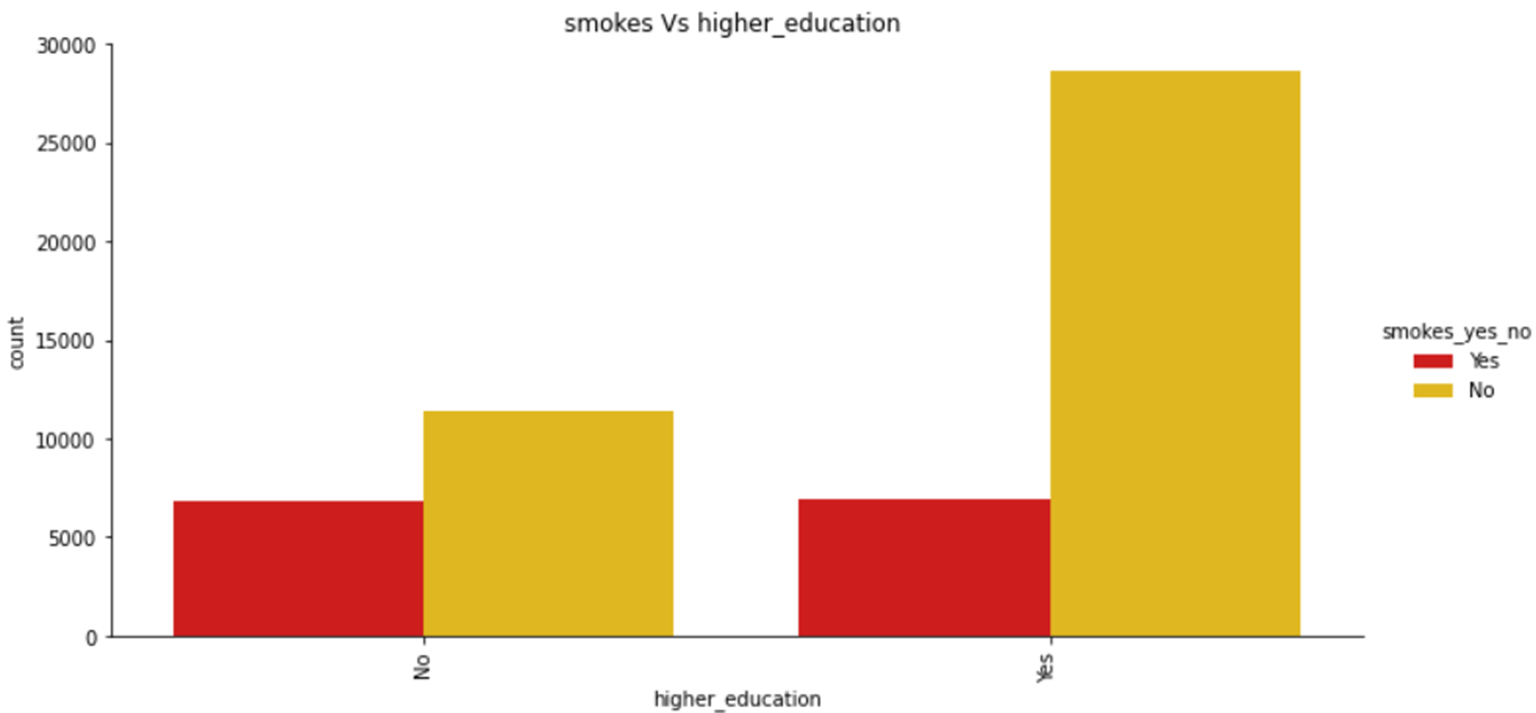 smokes Vs higher_education
30000
25000
20000
15000
10000
5000
0
count
No
Yes
higher_education
smokes_yes_no
Yes
No